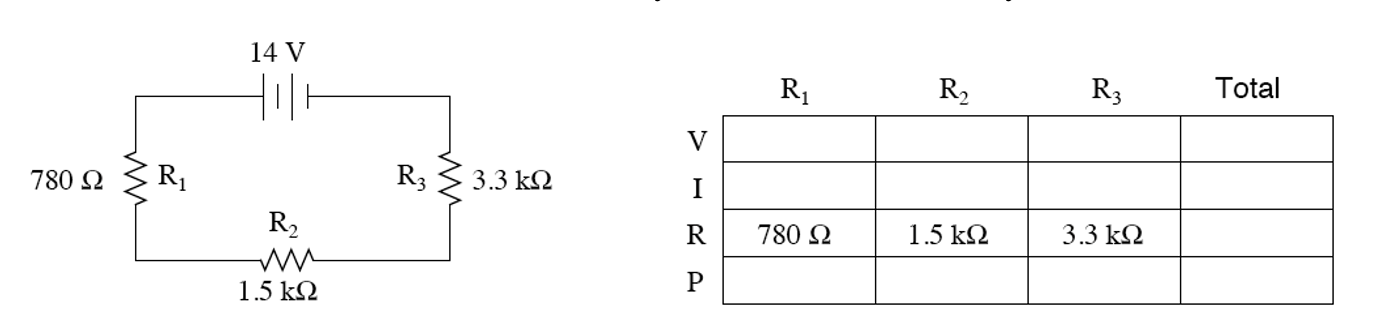 14 V
780 Ω
R₁
R₃
3.3 kΩ
R₂
1.5 kΩ
R₁ R₂ R₃ Total
V
I
R 780 Ω 1.5 kΩ 3.3 kΩ
P